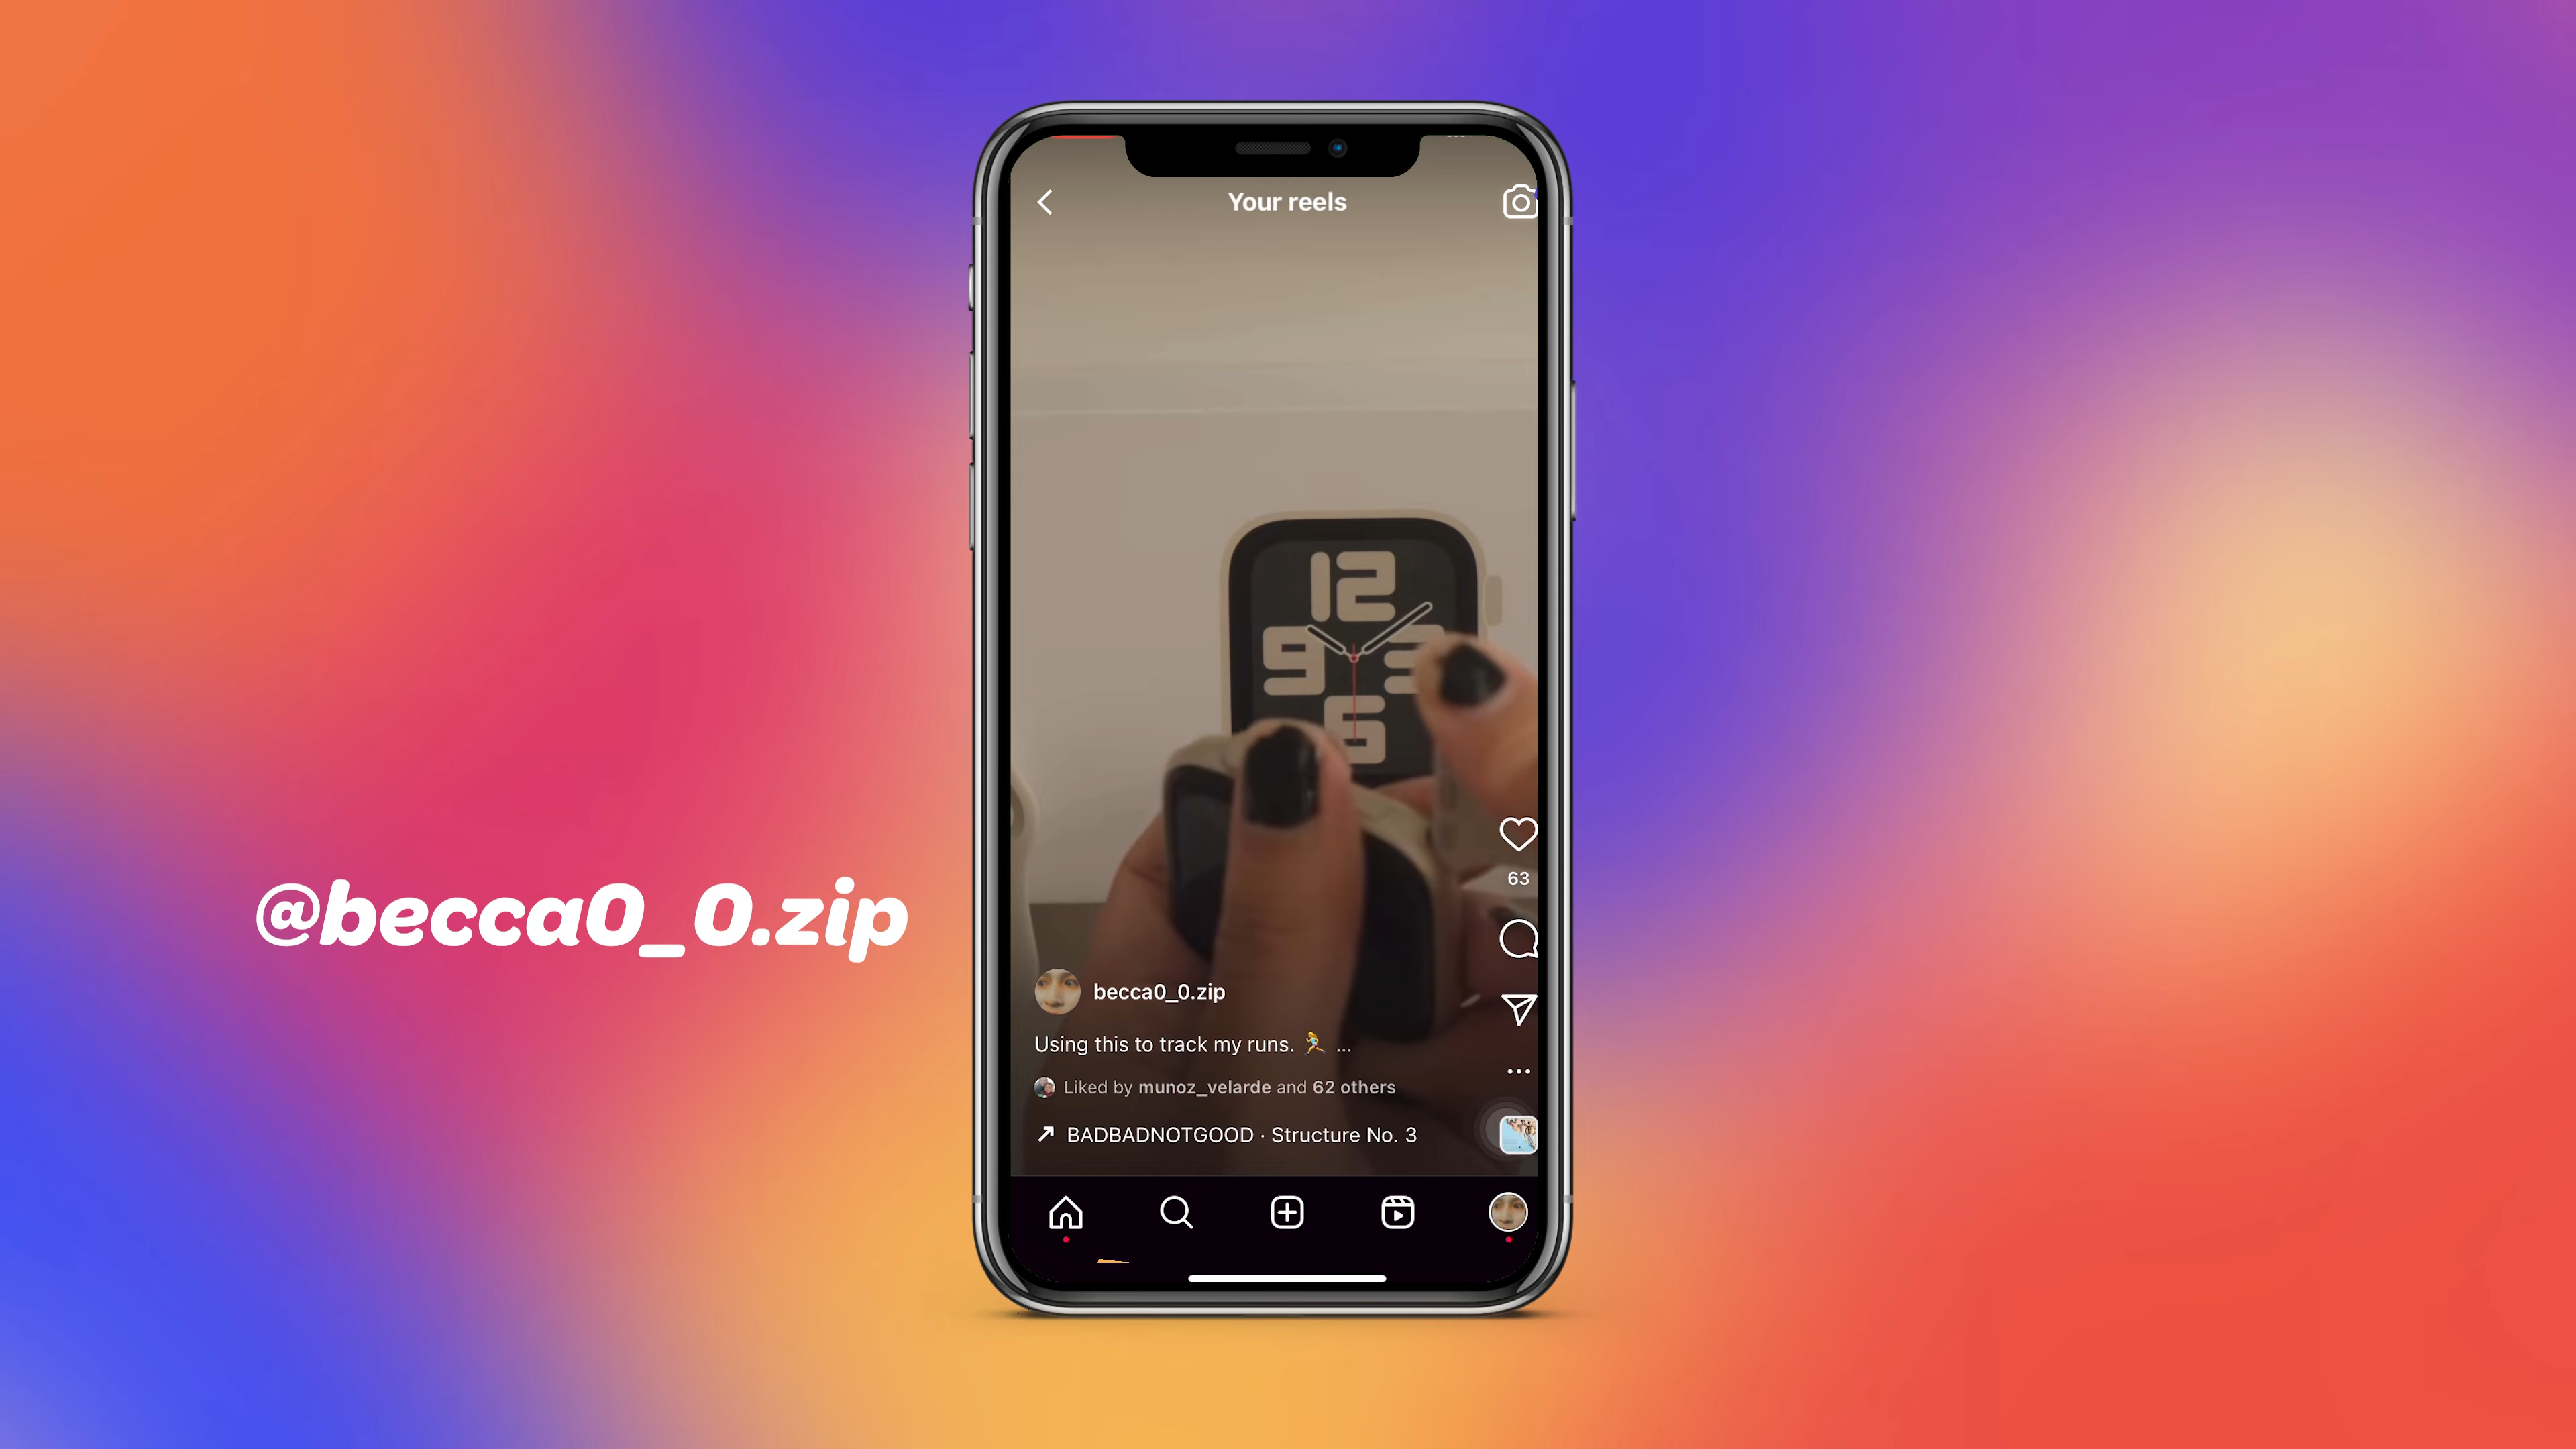 Your reels
12
9 3
6
63
@becca0_0.zip
becca0_0.zip
Using this to track my runs. 🏃‍♀️ ...
Liked by munoz_velarde and 62 others
BADBADNOTGOOD · Structure No. 3